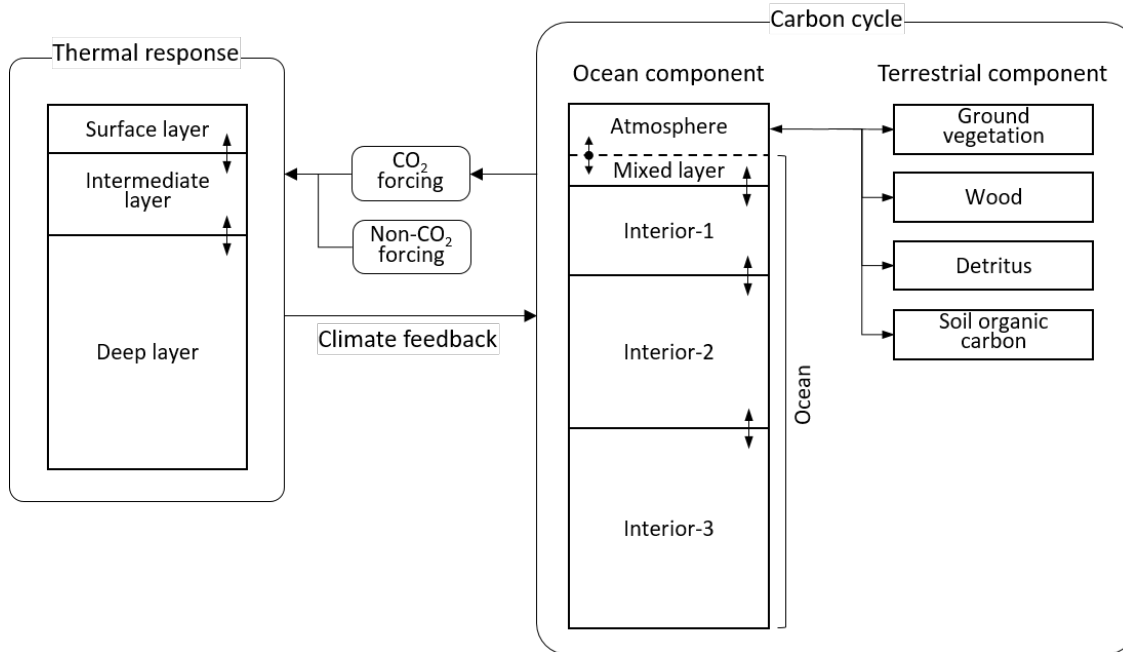 Carbon cycle
Thermal response
Ocean component
Terrestrial component
Surface layer
Intermediate
layer
Deep layer
CO₂
forcing
Non-CO₂
forcing
Climate feedback
Atmosphere
Mixed layer
Interior-1
Interior-2
Interior-3
Ocean
Ground
vegetation
Wood
Detritus
Soil organic
carbon